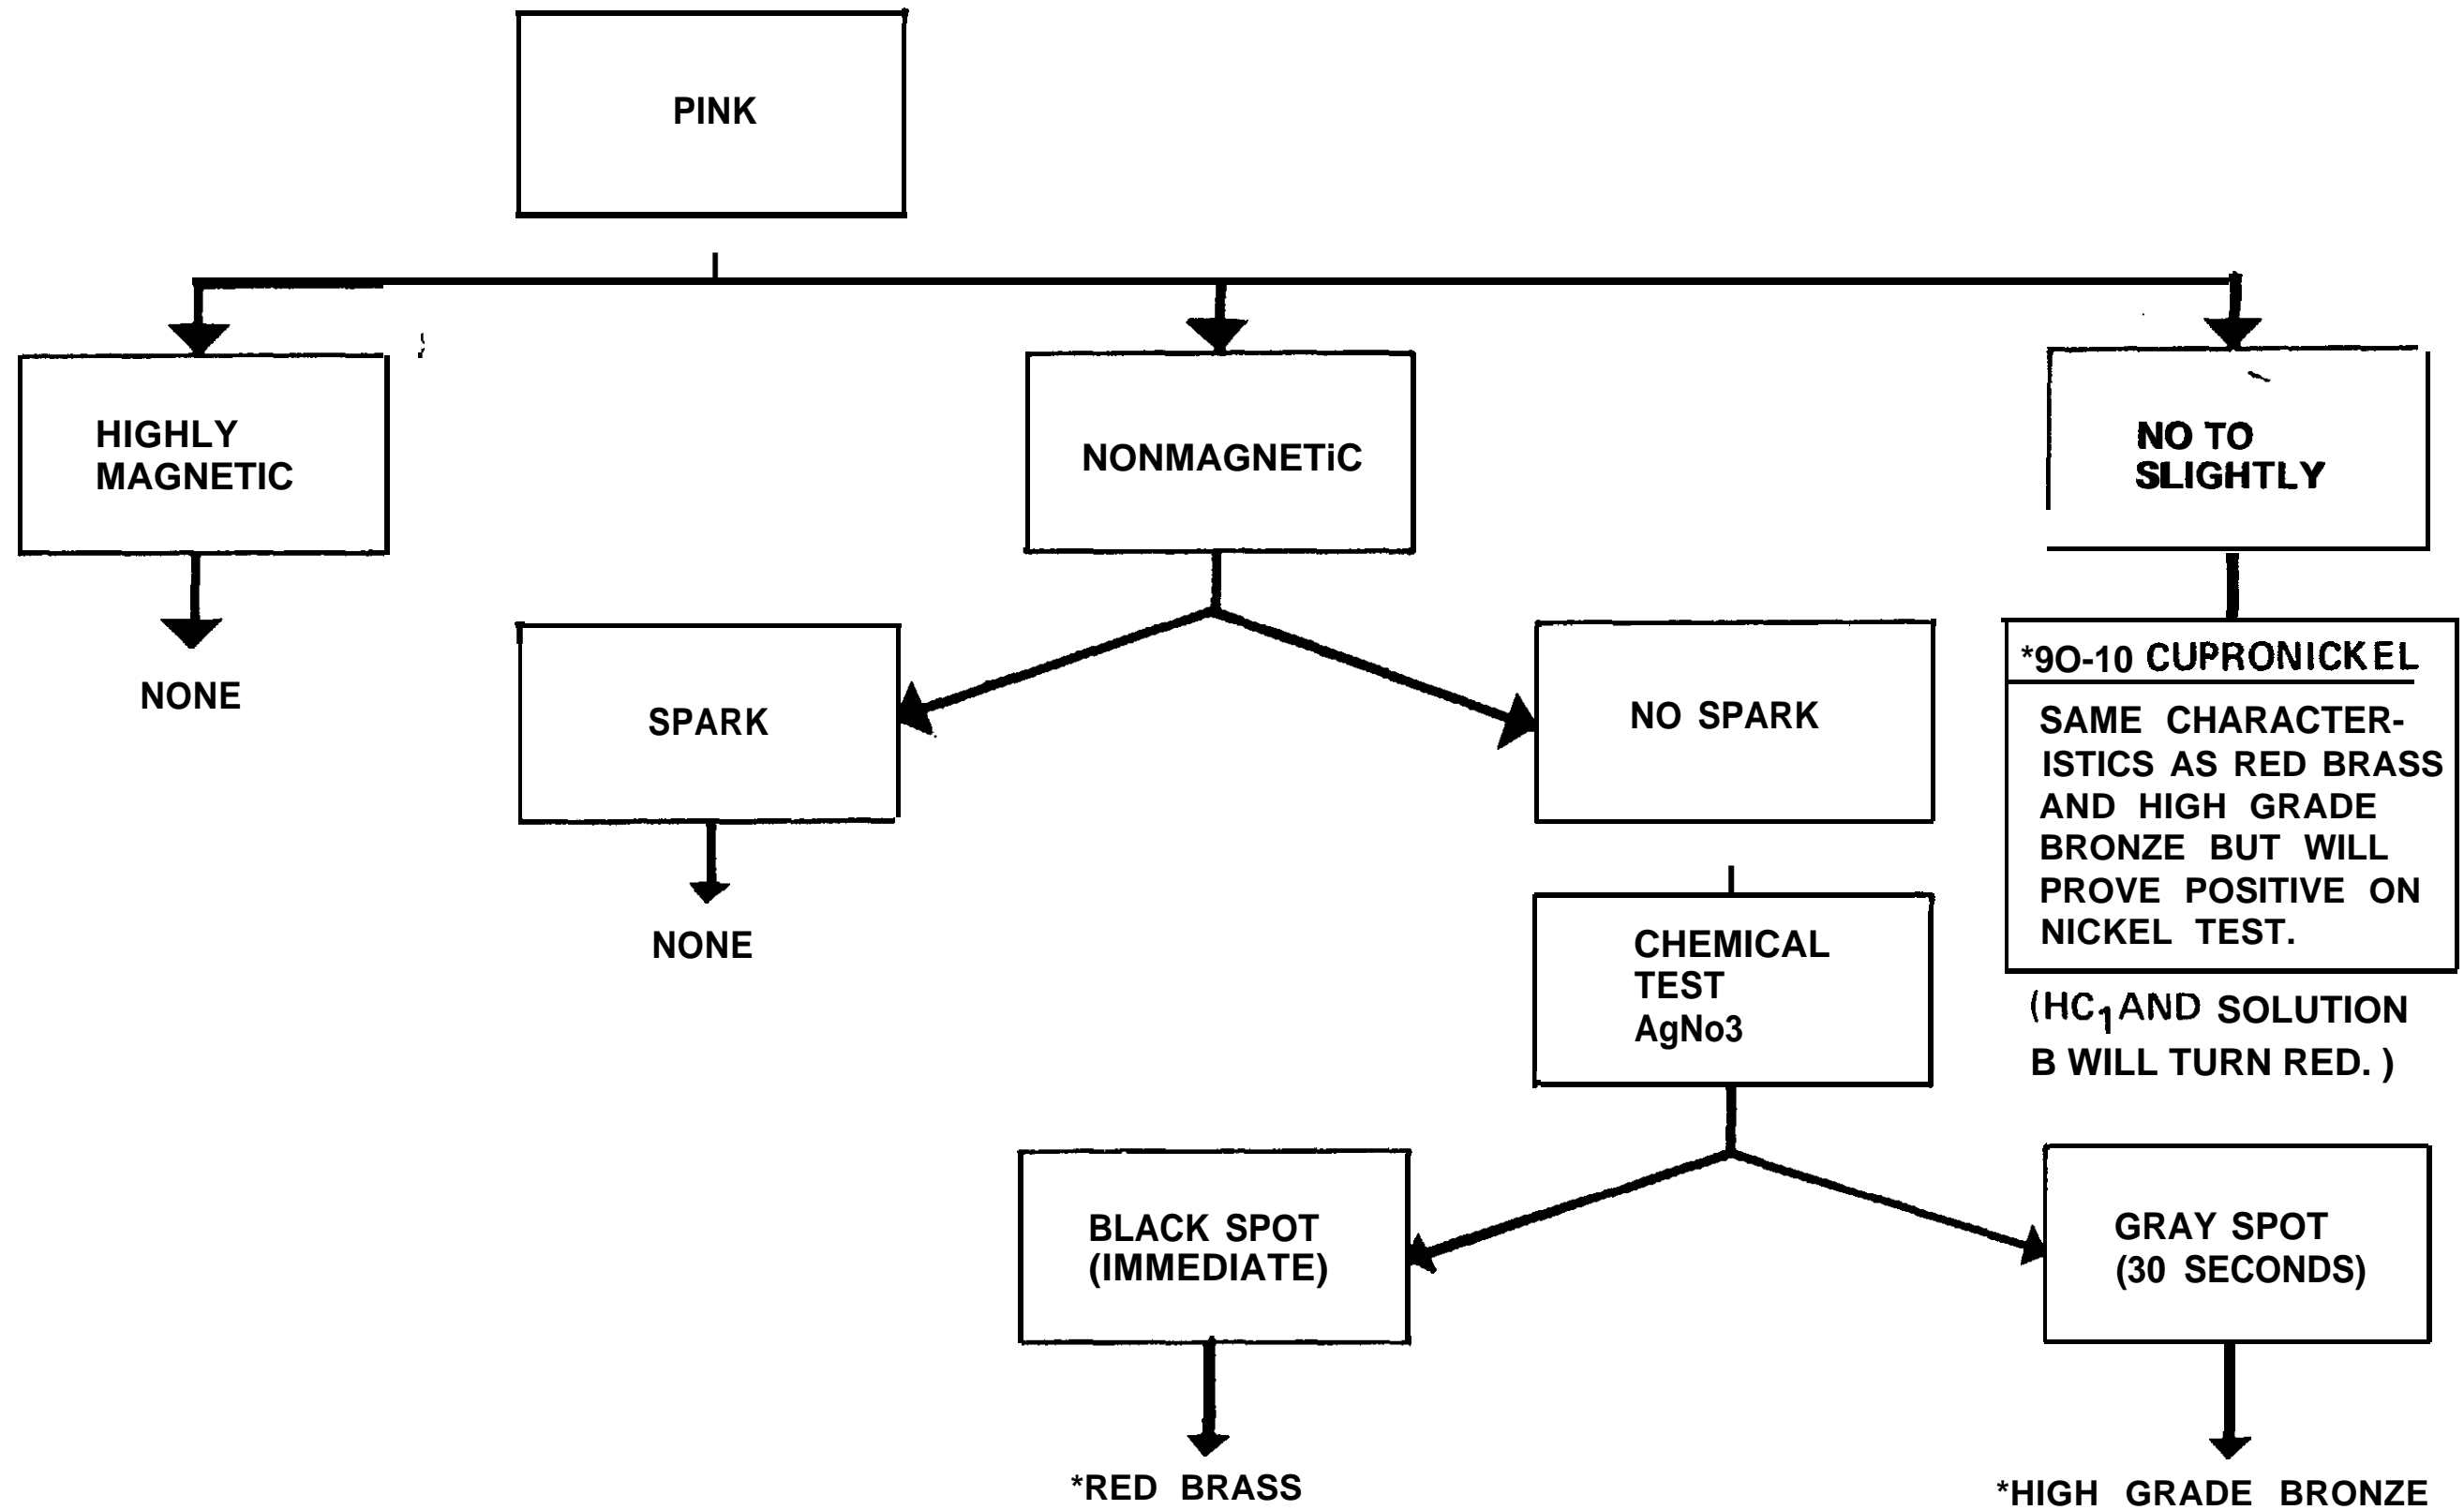 PINK
HIGHLY
MAGNETIC
NONMAGNETiC
NO TO
SLIGHTLY
NONE
SPARK
NO SPARK
*9O-10 CUPRONICKEL
SAME CHARACTER-
ISTICS AS RED BRASS
AND HIGH GRADE
BRONZE BUT WILL
PROVE POSITIVE ON
NICKEL TEST.
(HC1 AND SOLUTION
B WILL TURN RED. )
NONE
CHEMICAL
TEST
AgNo3
BLACK SPOT
(IMMEDIATE)
GRAY SPOT
(30 SECONDS)
*RED BRASS
*HIGH GRADE BRONZE